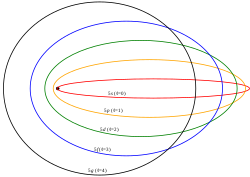 5s (ℓ=0)
5p (ℓ=1)
5d (ℓ=2)
5f(ℓ=3)
5g (ℓ=4)